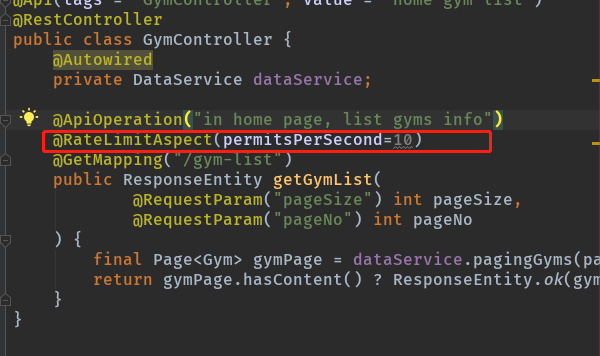 @Api(tags = "GymController", value = "home gym list")
@RestController
public class GymController {
@Autowired
private DataService dataService;
@ApiOperation("in home page, list gyms info")
@RateLimitAspect(permitsPerSecond=10)
@GetMapping("/gym-list")
public ResponseEntity getGymList(
@RequestParam("pageSize") int pageSize,
@RequestParam("pageNo") int pageNo
) {
final Page<Gym> gymPage = dataService.pagingGyms(pa
return gymPage.hasContent() ? ResponseEntity.ok(gym
}
}